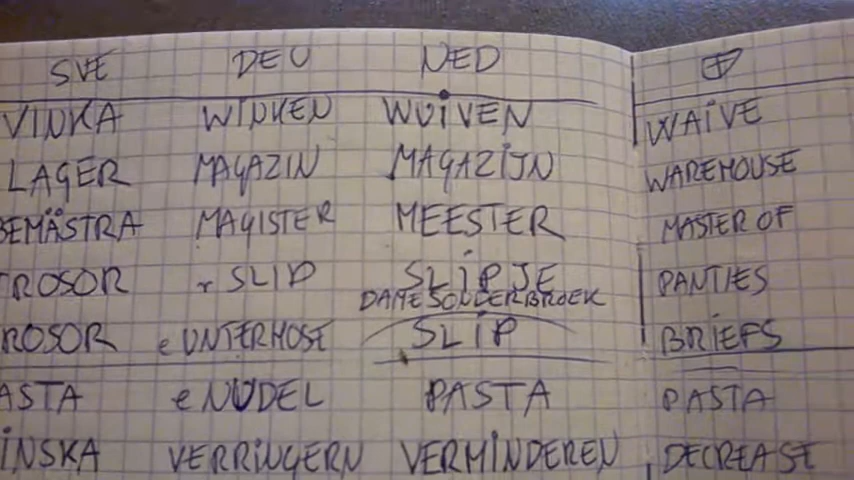 SVE DEU NED
VINKA WINKEN WUIVEN WAIVE
LAGER MAGAZIN MAGAZIJN WAREHOUSE
BEMÄSTRA MAGISTER MEESTER MASTER OF
TROSOR r SLIP SLIPJE PANTIES
DAMESONDERBROEK
ROSOR e UNTERHOSE SLIP BRIEFS
ASTA e NUDEL PASTA PASTA
INSKA VERRINGERN VERMINDEREN DECREASE